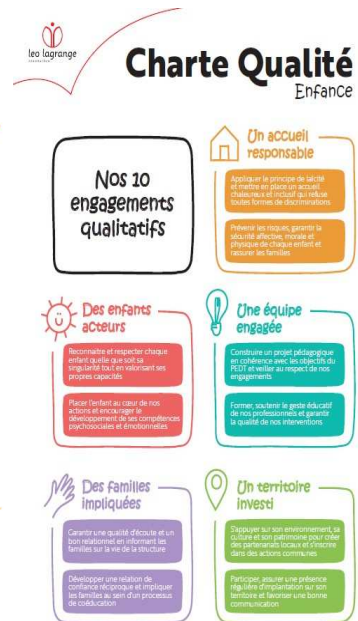 leo lagrange
Charte Qualité
Enfance
Nos 10
engagements
qualitatifs
Un accueil
responsable
Appliquer le principe de laïcité
et mettre en place un accueil
chaleureux et inclusif qui refuse
toutes formes de discriminations
Prévenir les risques, garantir la
sécurité affective, morale et
physique de chaque enfant et
rassurer les familles
Des enfants
acteurs
Reconnaitre et respecter chaque
enfant quelle que soit sa
singularité tout en valorisant ses
propres capacités
Placer l'enfant au cœur de nos
actions et encourager le
développement de ses compétences
psychosociales et émotionnelles
Une équipe
engagée
Construire un projet pédagogique
en cohérence avec les objectifs du
PEDT et veiller au respect de nos
engagements
Former, soutenir le geste éducatif
de nos professionnels et garantir
la qualité de nos interventions
Des familles
impliquées
Garantir une qualité d'écoute et un
bon relationnel en informant les
familles sur la vie de la structure
Développer une relation de
confiance réciproque et impliquer
les familles au sein d'un processus
de coéducation
Un territoire
investi
S'appuyer sur son environnement, sa
culture et son patrimoine pour créer
des partenariats locaux et s'inscrire
dans des actions communes
Participer, assurer une présence
régulière d'implantation sur son
territoire et favoriser une bonne
communication